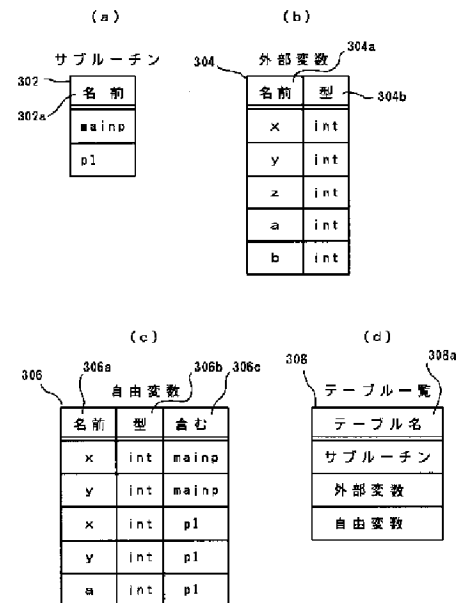 (a)
サブルーチン
302
302a
名前
mainp
p1
(b)
外部変数
304
304a
304b
名前 型
x int
y int
z int
a int
b int
(c)
自由変数
306
306a
306b
306c
名前 型 含む
x int mainp
y int mainp
x int p1
y int p1
a int p1
(d)
テーブル一覧
308
308a
テーブル名
サブルーチン
外部変数
自由変数